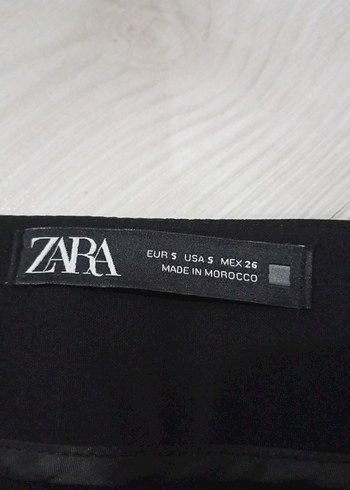 ZARA
EUR S USA S MEX 26
MADE IN MOROCCO